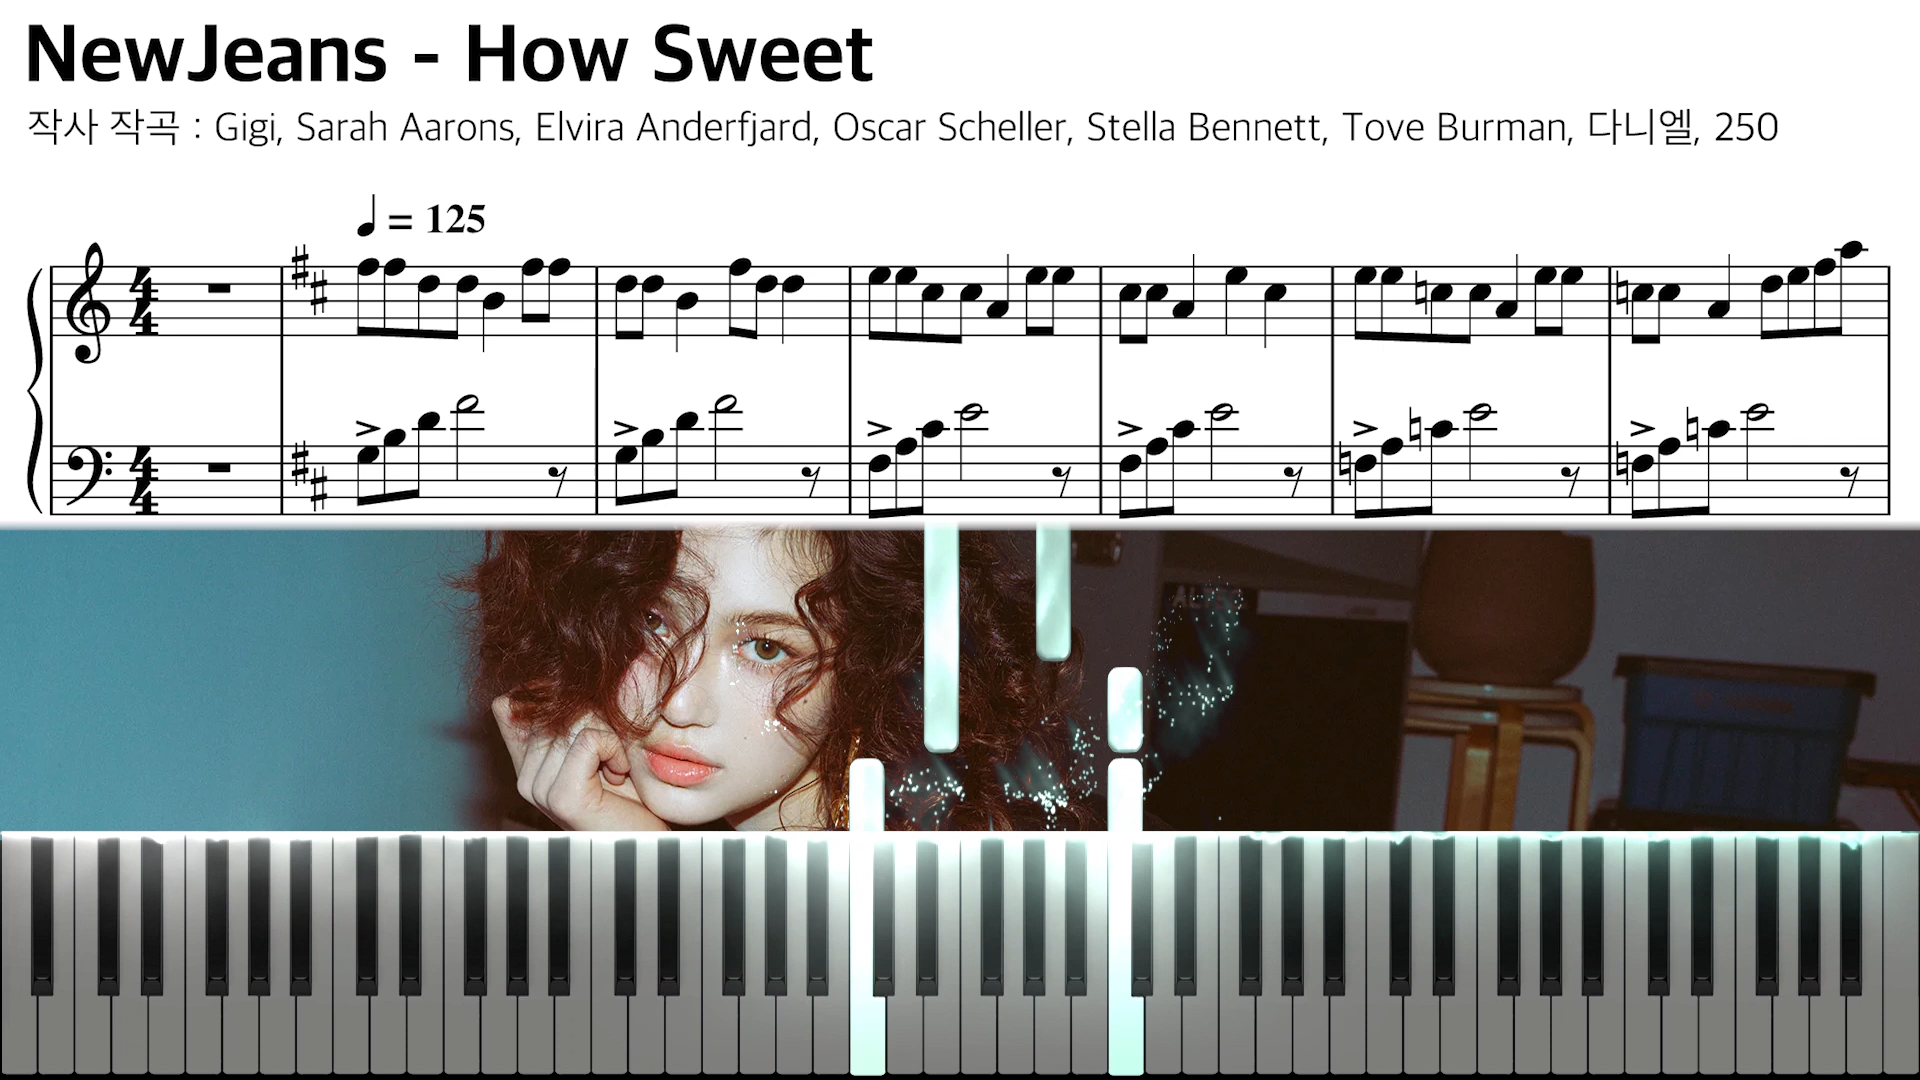 NewJeans - How Sweet
작사 작곡 : Gigi, Sarah Aarons, Elvira Anderfjard, Oscar Scheller, Stella Bennett, Tove Burman, 다니엘, 250
= 125